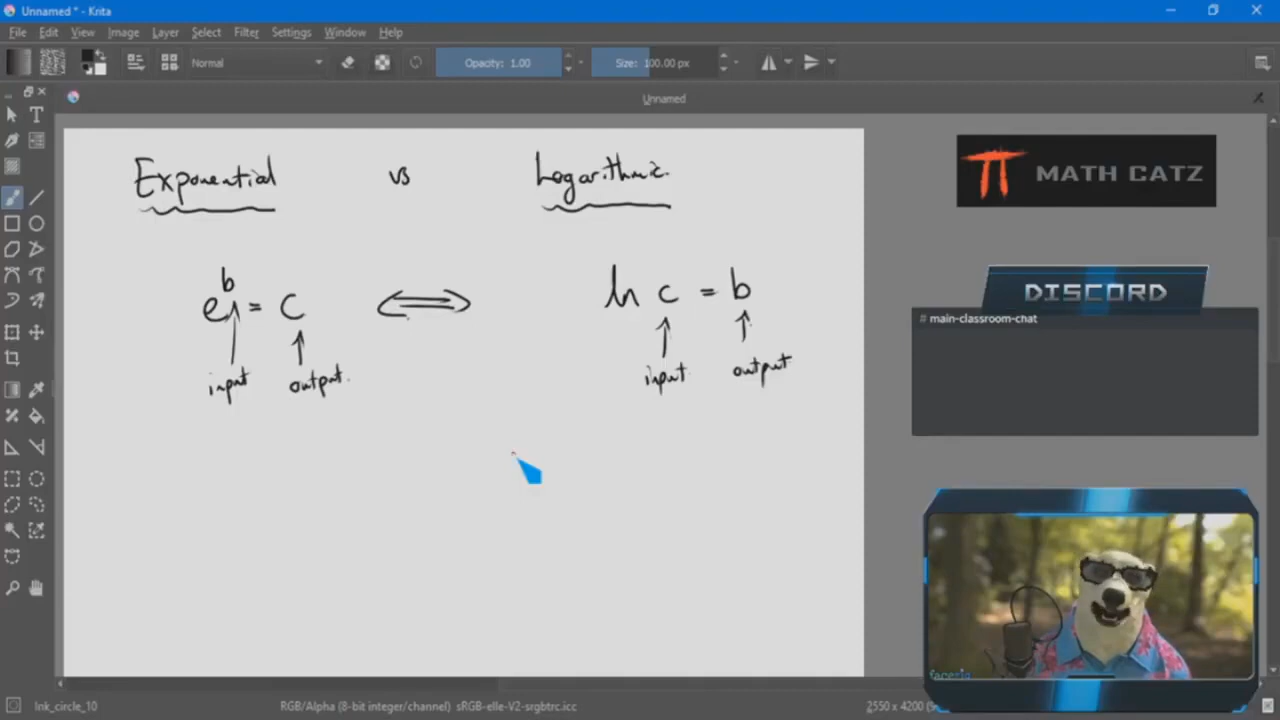 Unnamed * - Krita
File Edit View Image Layer Select Filter Settings Window Help
Normal Opacity: 1.00 Size: 100.00 px
Unnamed
Exponential vs Logarithmic
MATH CATZ
e^b = c ⟺ ln c = b
input output input output
DISCORD
# main-classroom-chat
facerig
Ink_circle_10 RGB/Alpha (8-bit integer/channel) sRGB-elle-V2-srgbtrc.icc 2550 x 4200